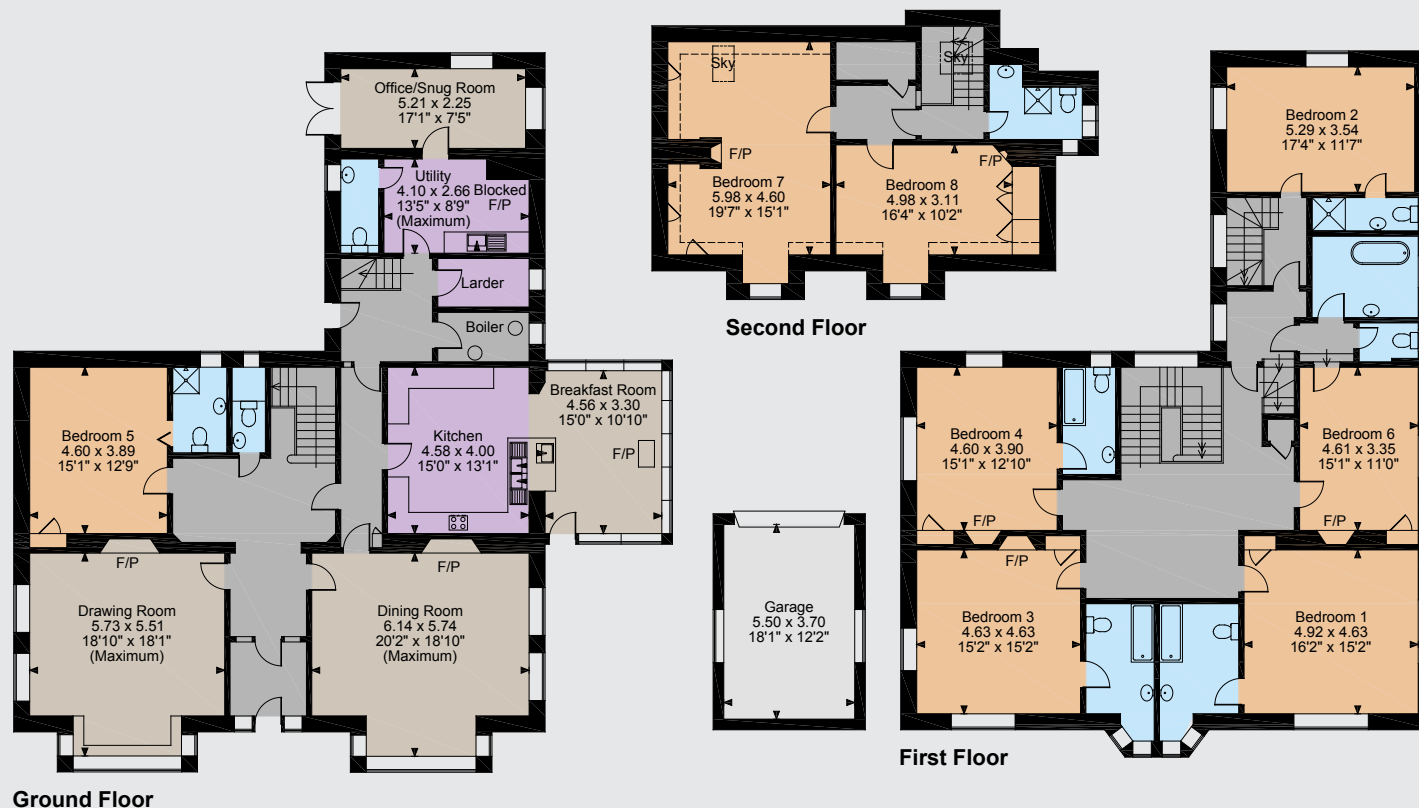 Office/Snug Room
5.21 x 2.25
17'1" x 7'5"
Utility
4.10 x 2.66
13'5" x 8'9"
(Maximum)
Blocked
F/P
Larder
Boiler
Breakfast Room
4.56 x 3.30
15'0" x 10'10"
F/P
Kitchen
4.58 x 4.00
15'0" x 13'1"
Bedroom 5
4.60 x 3.89
15'1" x 12'9"
F/P
Drawing Room
5.73 x 5.51
18'10" x 18'1"
(Maximum)
F/P
Dining Room
6.14 x 5.74
20'2" x 18'10"
(Maximum)
Ground Floor
Sky
Sky
F/P
Bedroom 7
5.98 x 4.60
19'7" x 15'1"
F/P
Bedroom 8
4.98 x 3.11
16'4" x 10'2"
Second Floor
Garage
5.50 x 3.70
18'1" x 12'2"
Bedroom 2
5.29 x 3.54
17'4" x 11'7"
Bedroom 4
4.60 x 3.90
15'1" x 12'10"
F/P
Bedroom 6
4.61 x 3.35
15'1" x 11'0"
F/P
F/P
Bedroom 3
4.63 x 4.63
15'2" x 15'2"
Bedroom 1
4.92 x 4.63
16'2" x 15'2"
First Floor